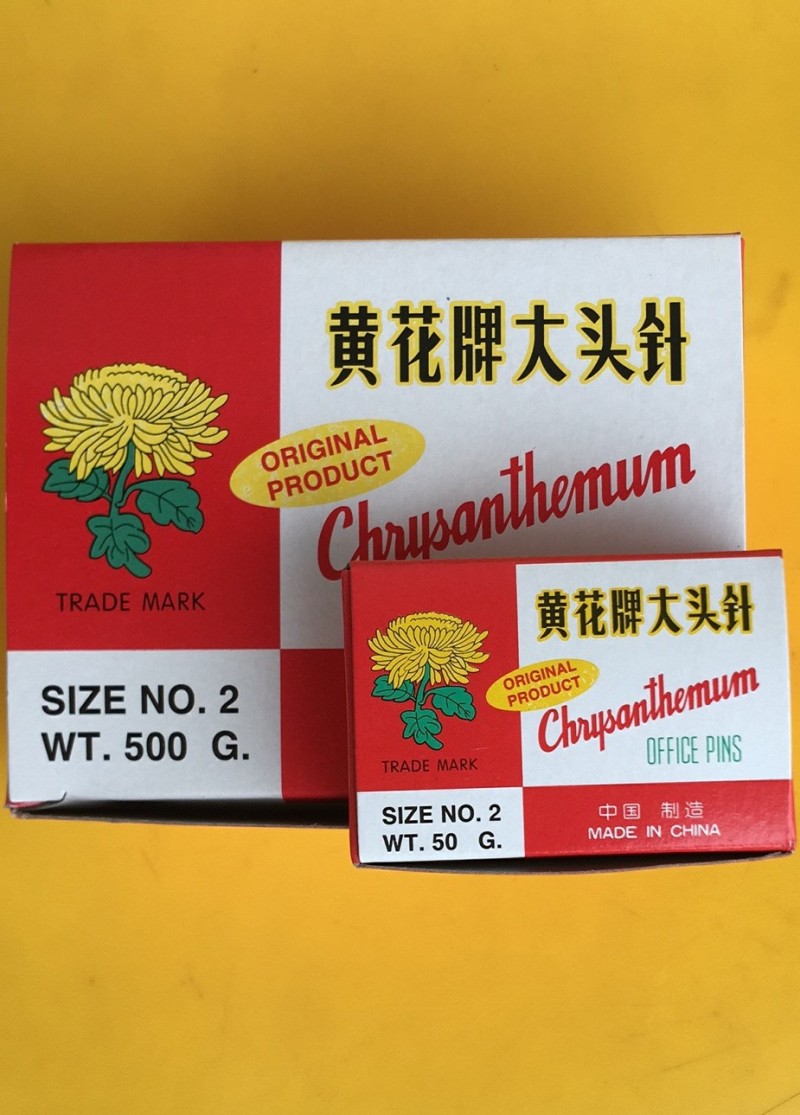 黄花牌大头针
ORIGINAL
PRODUCT
Chrysanthemum
TRADE MARK
SIZE NO. 2
WT. 500 G.
黄花牌大头针
ORIGINAL
PRODUCT
Chrysanthemum
OFFICE PINS
TRADE MARK
SIZE NO. 2
WT. 50 G.
中国 制造
MADE IN CHINA